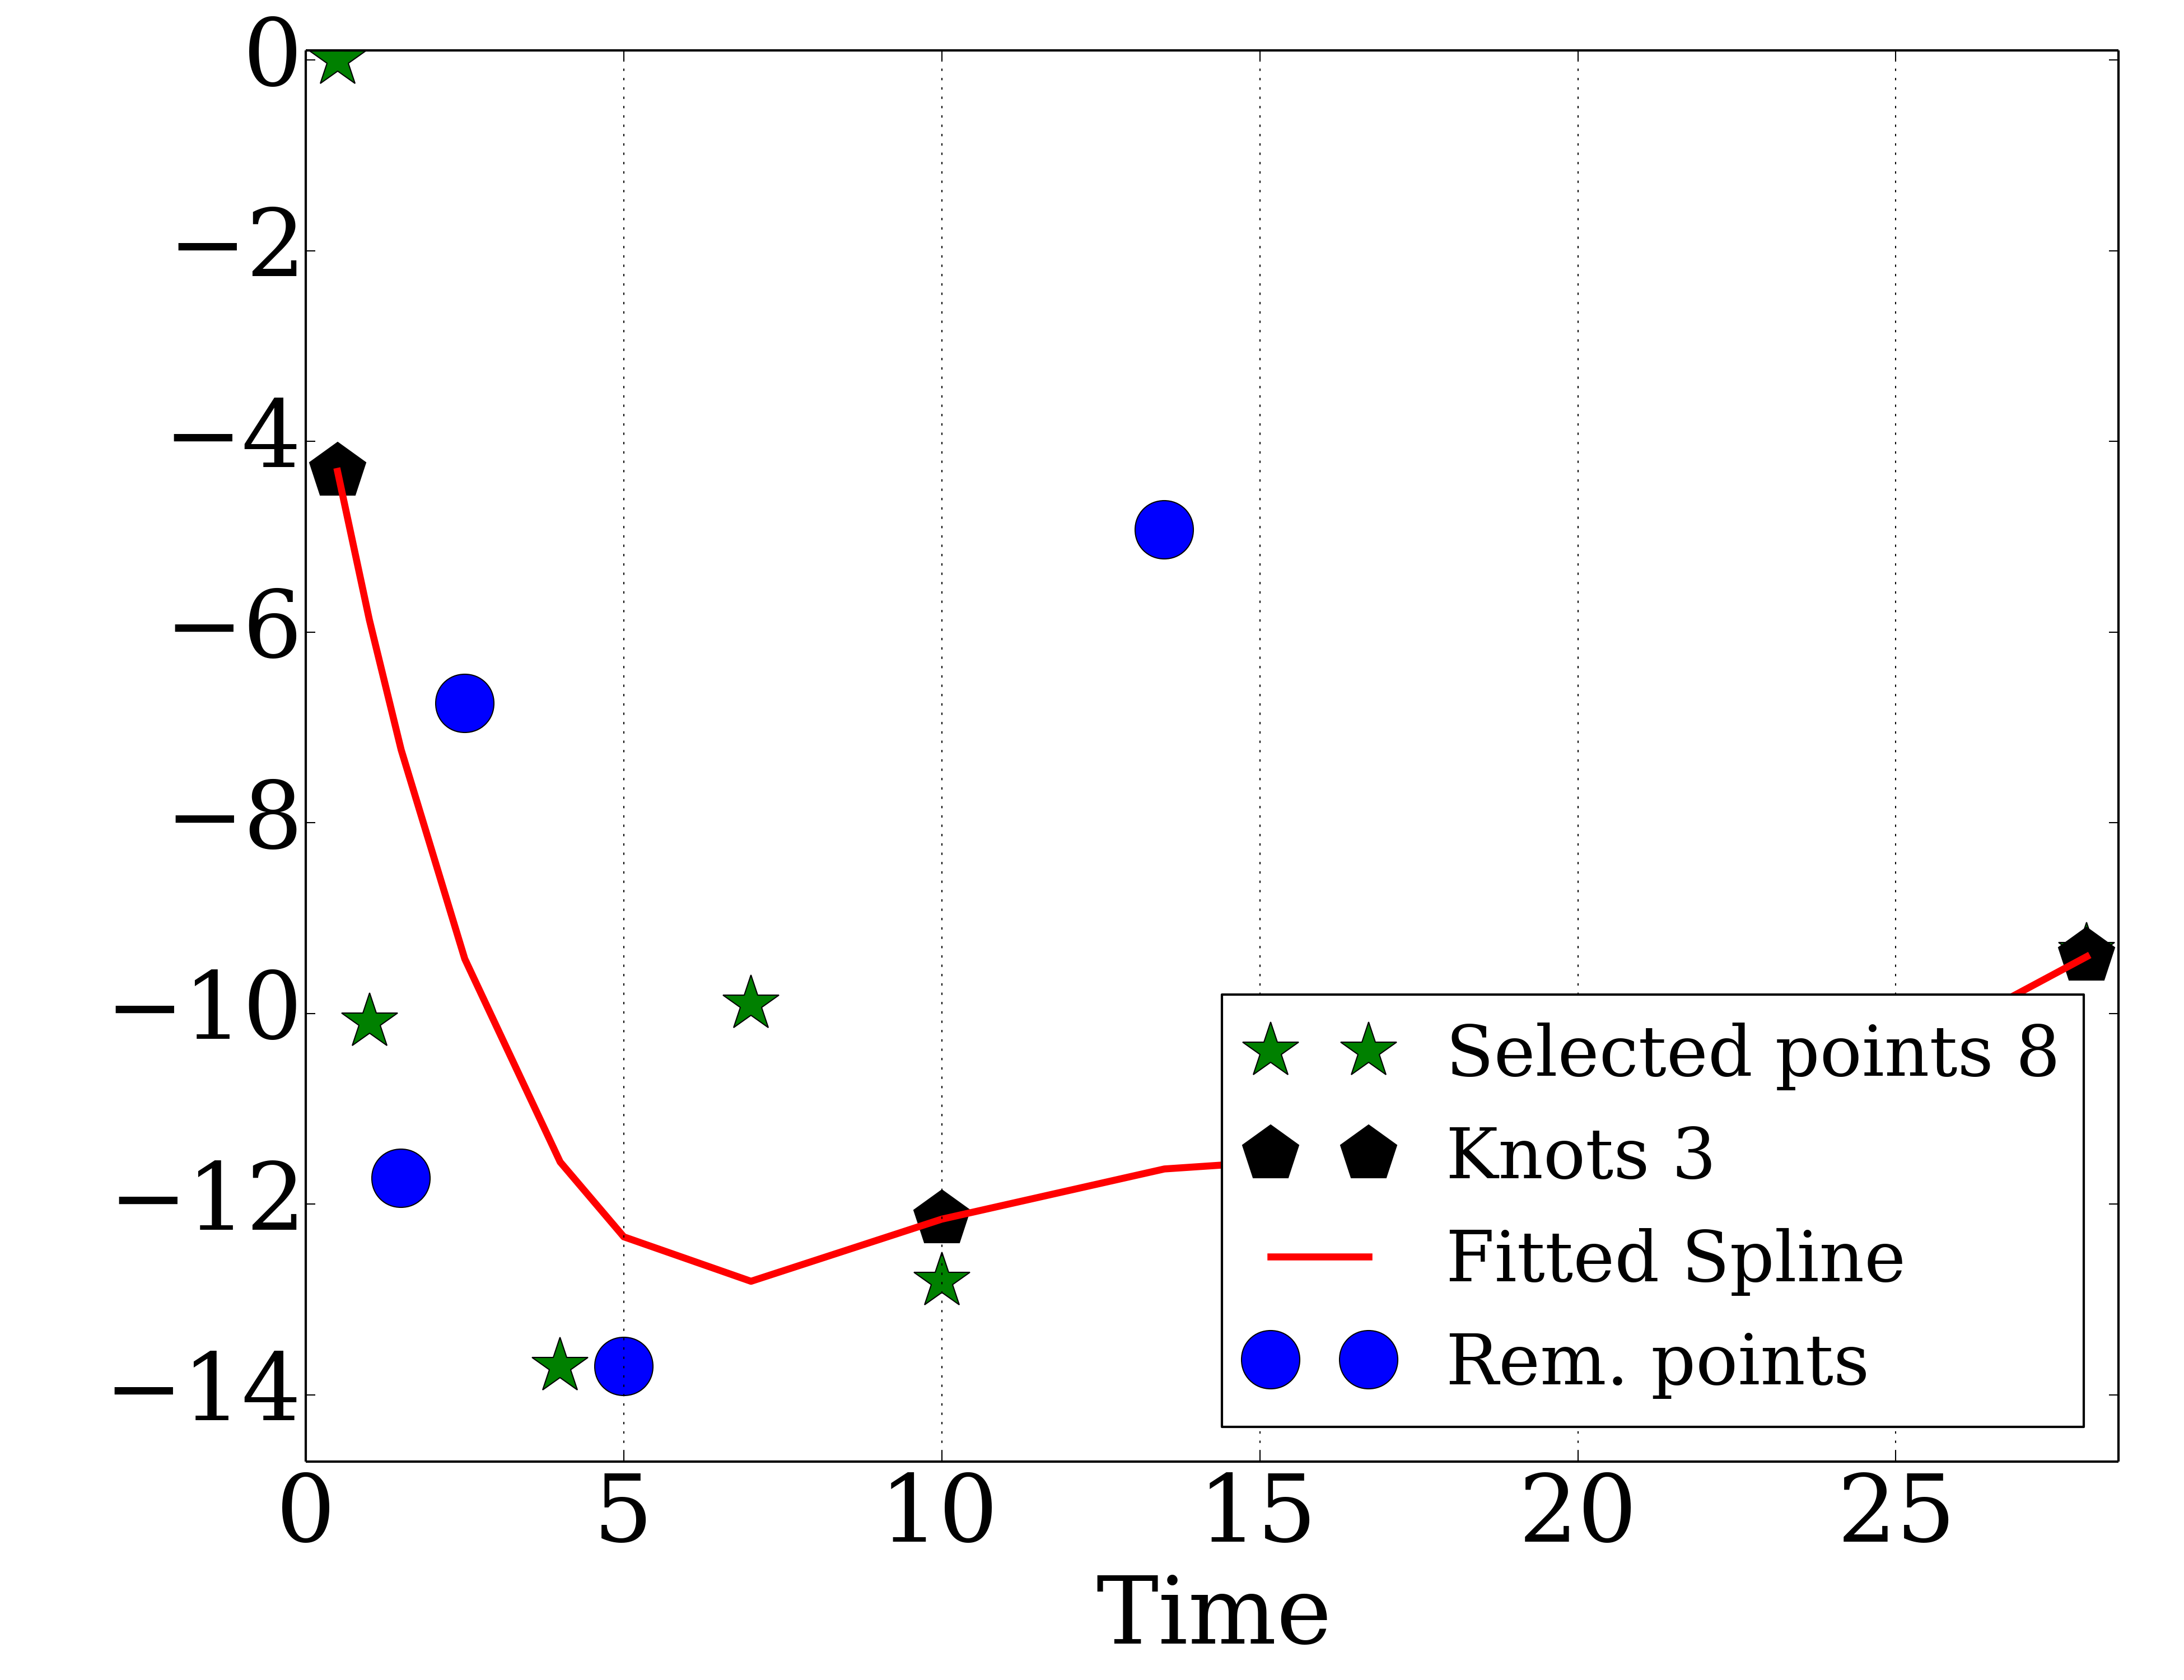 0
−2
−4
−6
−8
−10
−12
−14
Selected points 8
Knots 3
Fitted Spline
Rem. points
0 5 10 15 20 25
Time